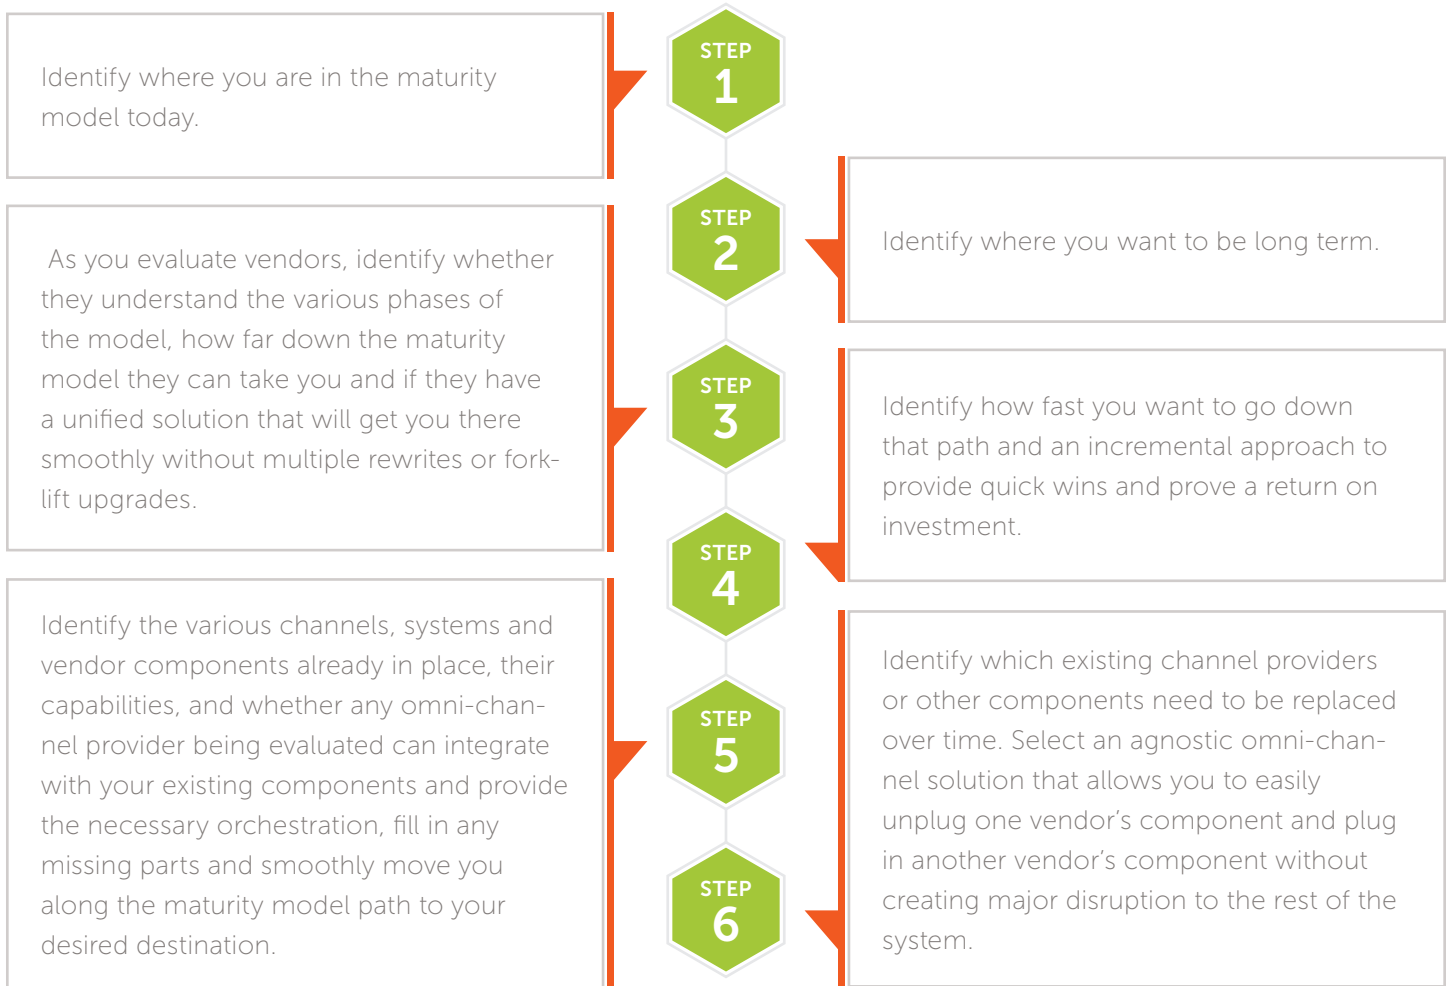 STEP
1
Identify where you are in the maturity
model today.
STEP
2
Identify where you want to be long term.
STEP
3
As you evaluate vendors, identify whether
they understand the various phases of
the model, how far down the maturity
model they can take you and if they have
a unified solution that will get you there
smoothly without multiple rewrites or fork-
lift upgrades.
STEP
4
Identify how fast you want to go down
that path and an incremental approach to
provide quick wins and prove a return on
investment.
STEP
5
Identify the various channels, systems and
vendor components already in place, their
capabilities, and whether any omni-chan-
nel provider being evaluated can integrate
with your existing components and provide
the necessary orchestration, fill in any
missing parts and smoothly move you
along the maturity model path to your
desired destination.
STEP
6
Identify which existing channel providers
or other components need to be replaced
over time. Select an agnostic omni-chan-
nel solution that allows you to easily
unplug one vendor’s component and plug
in another vendor’s component without
creating major disruption to the rest of the
system.